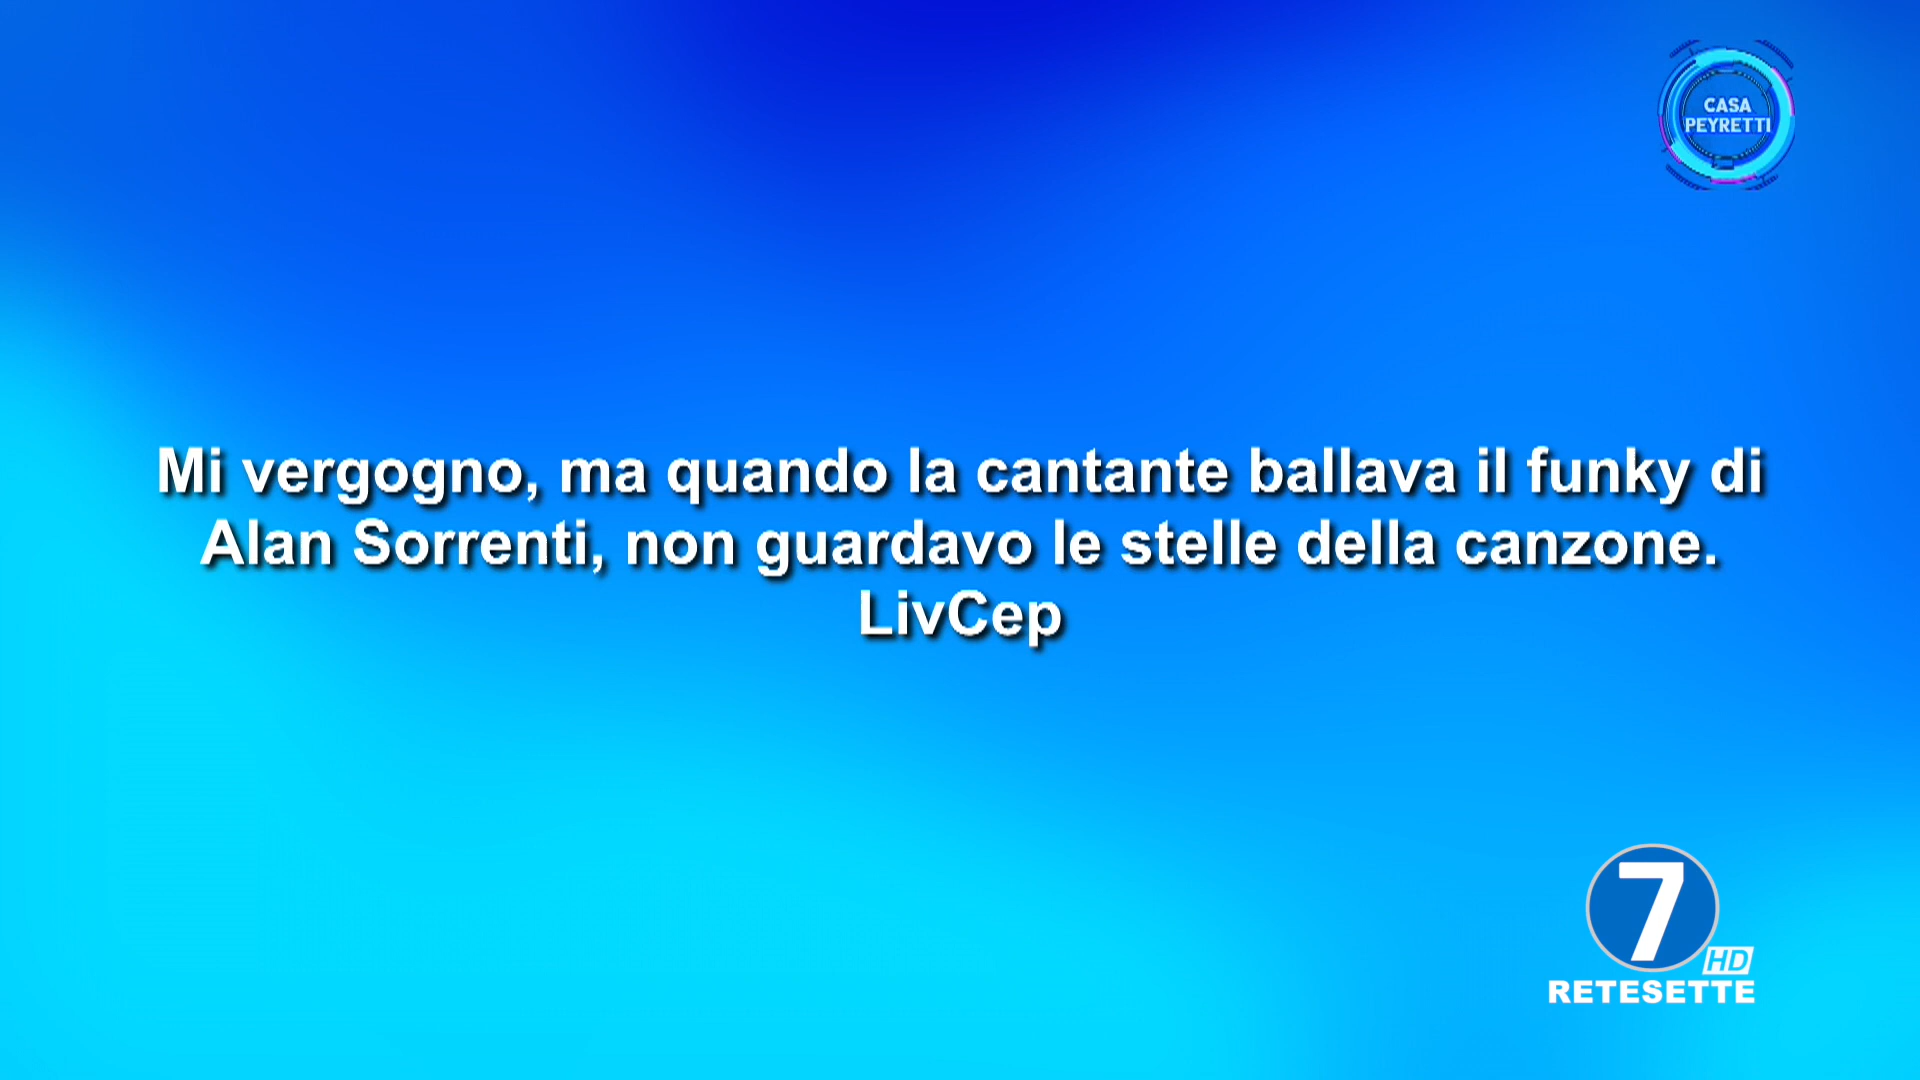 CASA
PEYRETTI
Mi vergogno, ma quando la cantante ballava il funky di
Alan Sorrenti, non guardavo le stelle della canzone.
LivCep
7
HD
RETESETTE